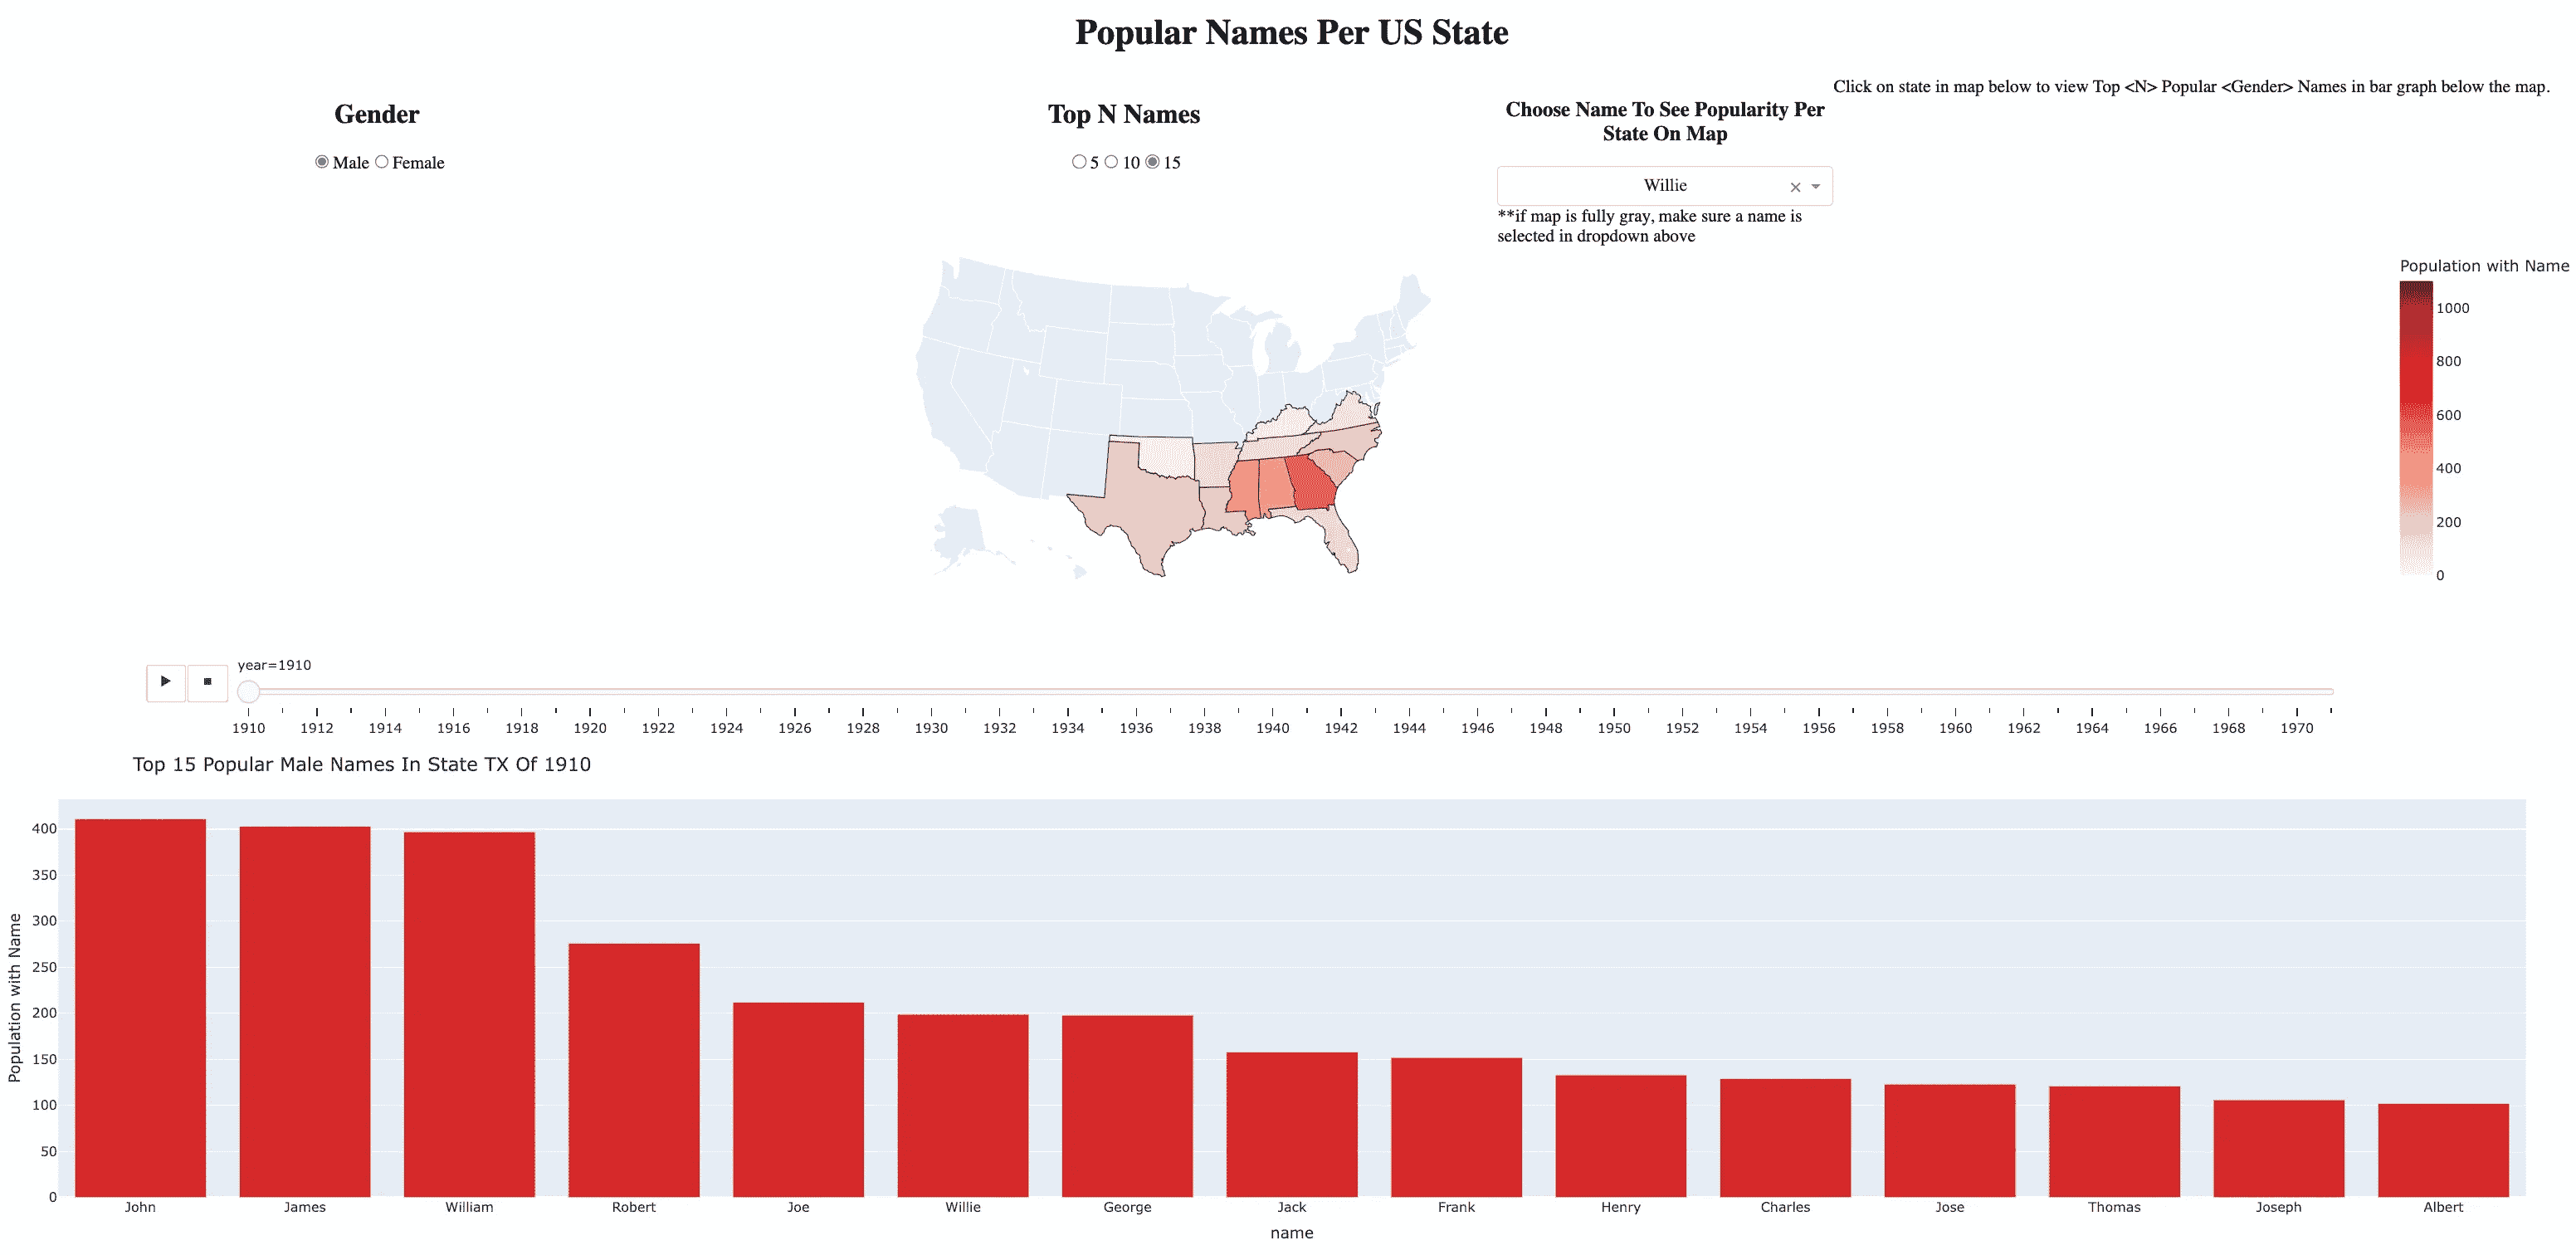 Popular Names Per US State
Click on state in map below to view Top <N> Popular <Gender> Names in bar graph below the map.
Gender
Male Female
Top N Names
5 10 15
Choose Name To See Popularity Per
State On Map
Willie
**if map is fully gray, make sure a name is
selected in dropdown above
Population with Name
1000
800
600
400
200
0
year=1910
1910 1912 1914 1916 1918 1920 1922 1924 1926 1928 1930 1932 1934 1936 1938 1940 1942 1944 1946 1948 1950 1952 1954 1956 1958 1960 1962 1964 1966 1968 1970
Top 15 Popular Male Names In State TX Of 1910
Population with Name
400
350
300
250
200
150
100
50
0
John James William Robert Joe Willie George Jack Frank Henry Charles Jose Thomas Joseph Albert
name